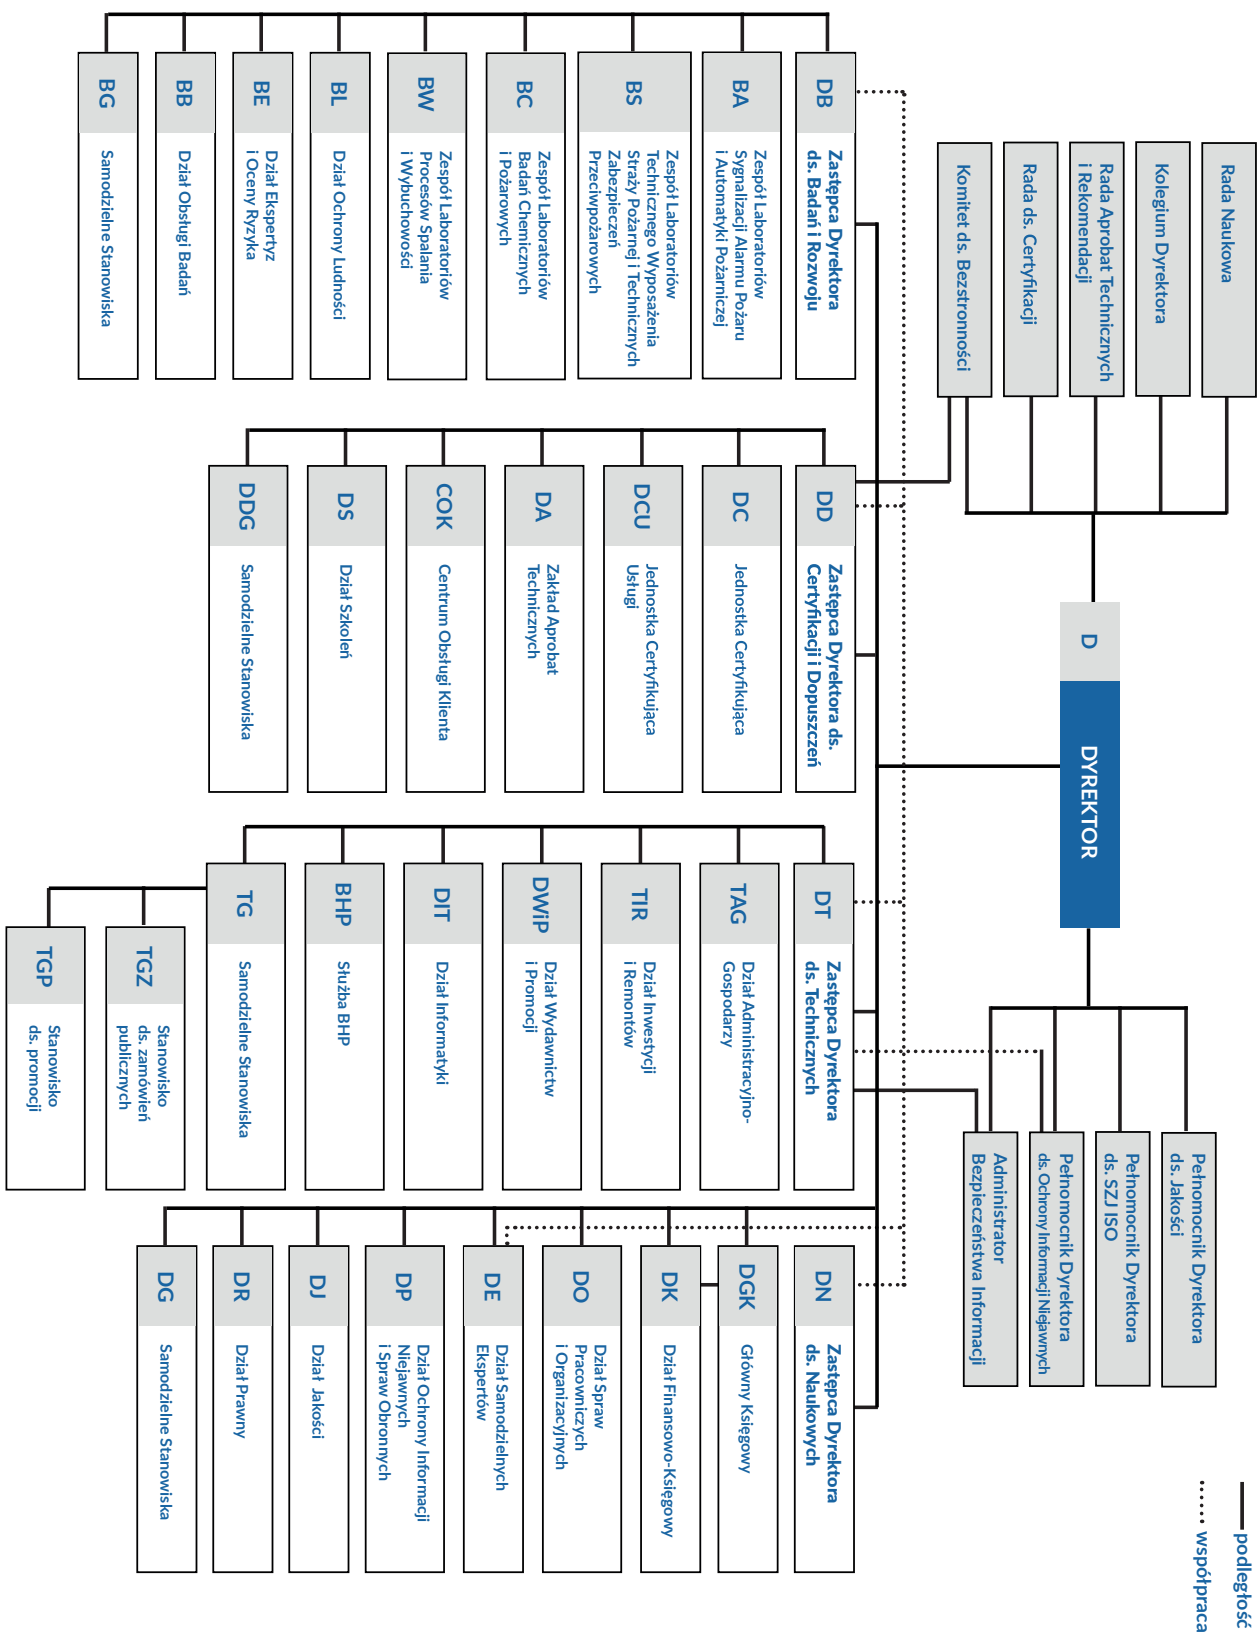 podległość
współpraca
Rada Naukowa
Kolegium Dyrektora
Rada Aprobat Technicznych
i Rekomendacji
Rada ds. Certyfikacji
Komitet ds. Bezstronności
D
DYREKTOR
Pełnomocnik Dyrektora
ds. Jakości
Pełnomocnik Dyrektora
ds. SZJ ISO
Pełnomocnik Dyrektora
ds. Ochrony Informacji Niejawnych
Administrator
Bezpieczeństwa Informacji
DB
Zastępca Dyrektora
ds. Badań i Rozwoju
BA
Zespół Laboratoriów
Sygnalizacji Alarmu Pożaru
i Automatyki Pożarniczej
BS
Zespół Laboratoriów
Technicznego Wyposażenia
Straży Pożarnej i Technicznych
Zabezpieczeń
Przeciwpożarowych
BC
Zespół Laboratoriów
Badań Chemicznych
i Pożarowych
BW
Zespół Laboratoriów
Procesów Spalania
i Wybuchowości
BL
Dział Ochrony Ludności
BE
Dział Ekspertyz
i Oceny Ryzyka
BB
Dział Obsługi Badań
BG
Samodzielne Stanowiska
DD
Zastępca Dyrektora ds.
Certyfikacji i Dopuszczeń
DC
Jednostka Certyfikująca
DCU
Jednostka Certyfikująca
Usługi
DA
Zakład Aprobat
Technicznych
COK
Centrum Obsługi Klienta
DS
Dział Szkoleń
DDG
Samodzielne Stanowiska
DT
Zastępca Dyrektora
ds. Technicznych
TAG
Dział Administracyjno-
Gospodarzy
TIR
Dział Inwestycji
i Remontów
DWiP
Dział Wydawnictw
i Promocji
DIT
Dział Informatyki
BHP
Służba BHP
TG
Samodzielne Stanowiska
TGZ
Stanowisko
ds. zamówień
publicznych
TGP
Stanowisko
ds. promocji
DN
Zastępca Dyrektora
ds. Naukowych
DGK
Główny Księgowy
DK
Dział Finansowo-Księgowy
DO
Dział Spraw
Pracowniczych
i Organizacyjnych
DE
Dział Samodzielnych
Ekspertów
DP
Dział Ochrony Informacji
Niejawnych
i Spraw Obronnych
DJ
Dział Jakości
DR
Dział Prawny
DG
Samodzielne Stanowiska